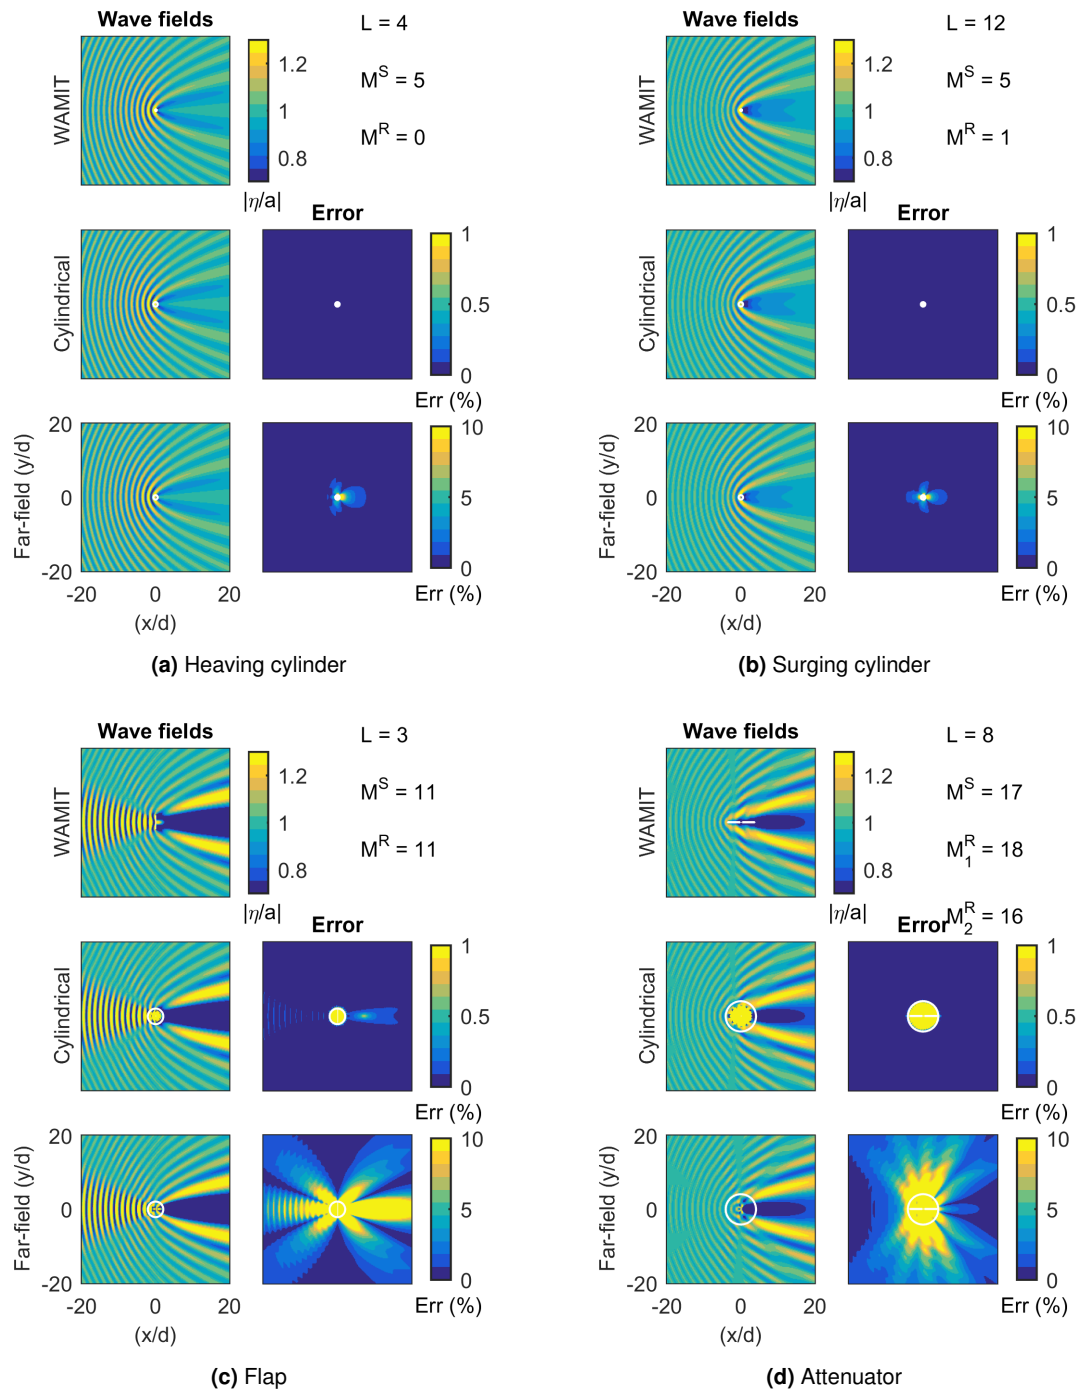 Wave fields
L = 4
WAMIT
1.2
1
0.8
M^S = 5
M^R = 0
|η/a|
Error
Cylindrical
1
0.5
0
Err (%)
Far-field (y/d)
20
0
-20
-20 0 20
(x/d)
10
5
0
Err (%)
(a) Heaving cylinder
Wave fields
L = 12
WAMIT
1.2
1
0.8
M^S = 5
M^R = 1
|η/a|
Error
Cylindrical
1
0.5
0
Err (%)
Far-field (y/d)
20
0
-20
-20 0 20
(x/d)
10
5
0
Err (%)
(b) Surging cylinder
Wave fields
L = 3
WAMIT
1.2
1
0.8
M^S = 11
M^R = 11
|η/a|
Error
Cylindrical
1
0.5
0
Err (%)
Far-field (y/d)
20
0
-20
-20 0 20
(x/d)
10
5
0
Err (%)
(c) Flap
Wave fields
L = 8
WAMIT
1.2
1
0.8
M^S = 17
M^R_1 = 18
M^R_2 = 16
|η/a|
Error
Cylindrical
1
0.5
0
Err (%)
Far-field (y/d)
20
0
-20
-20 0 20
(x/d)
10
5
0
Err (%)
(d) Attenuator